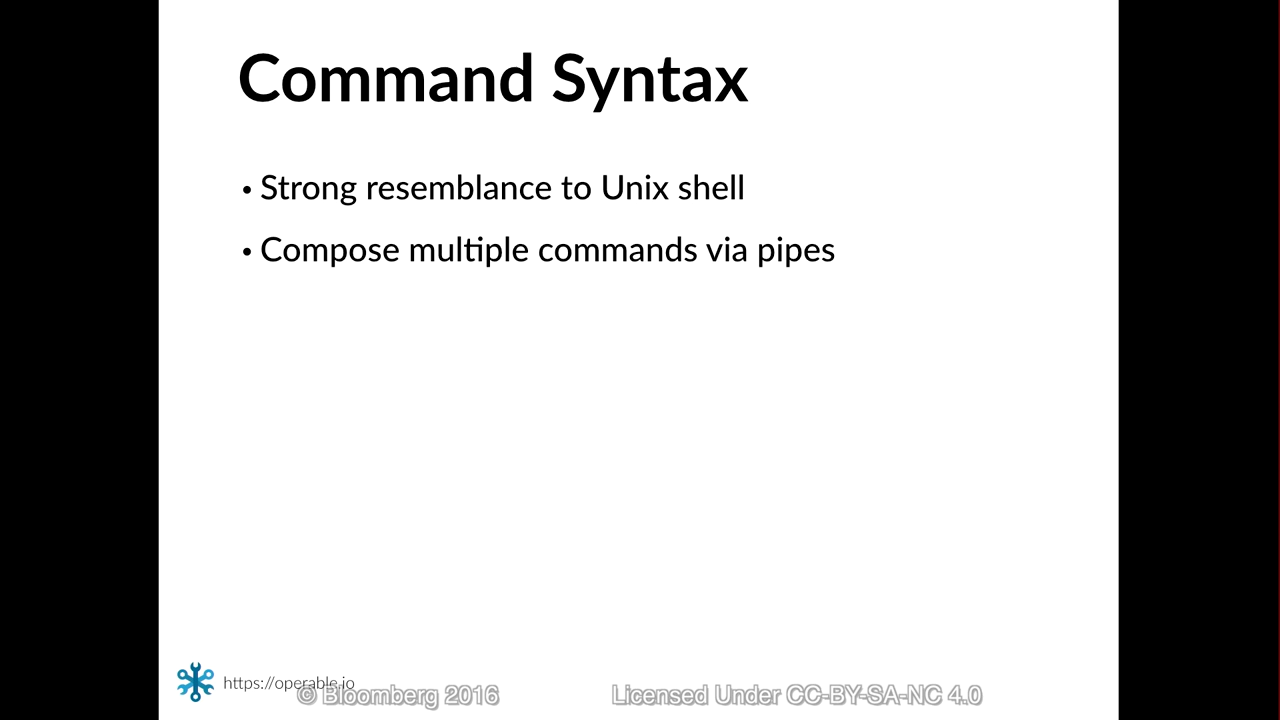 Command Syntax
• Strong resemblance to Unix shell
• Compose multiple commands via pipes
https://operable.io
© Bloomberg 2016
Licensed Under CC-BY-SA-NC 4.0